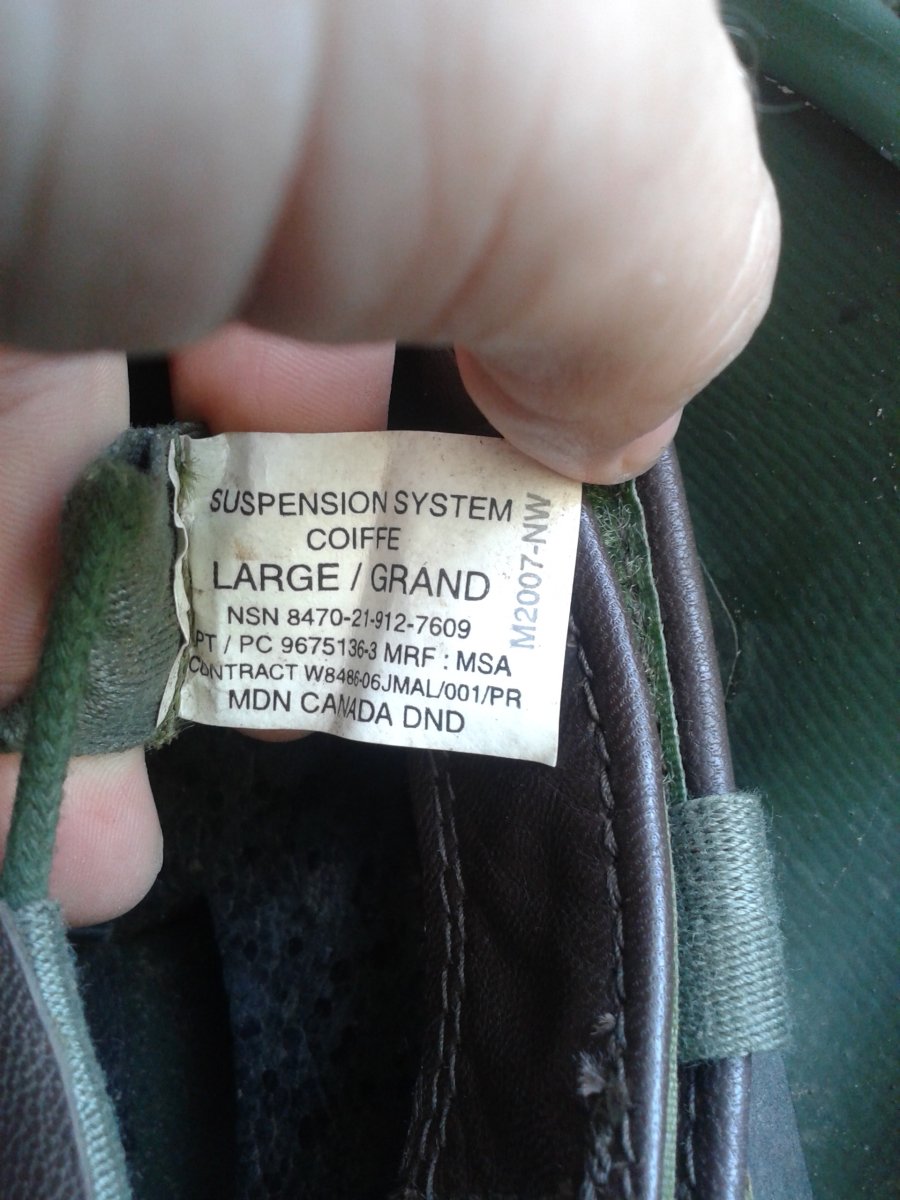 SUSPENSION SYSTEM
COIFFE
LARGE / GRAND
NSN 8470-21-912-7609
PT / PC 9675136-3 MRF : MSA
CONTRACT W8486-06JMAL/001/PR
MDN CANADA DND
M2007-NW